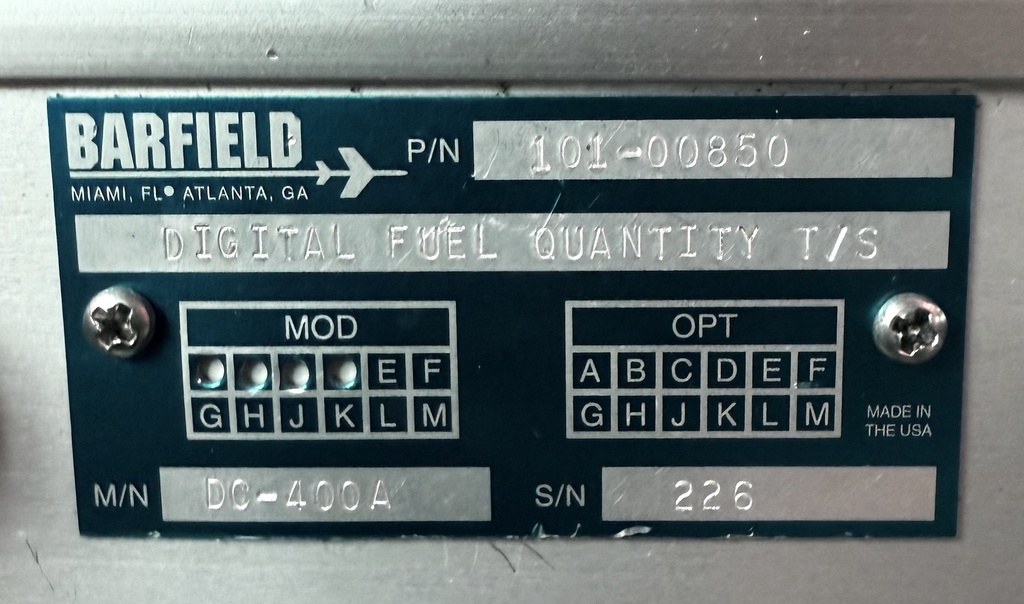 BARFIELD
MIAMI, FL • ATLANTA, GA
P/N 101-00850
DIGITAL FUEL QUANTITY T/S
MOD
E F
G H J K L M
OPT
A B C D E F
G H J K L M
MADE IN
THE USA
M/N DC-400A
S/N 226